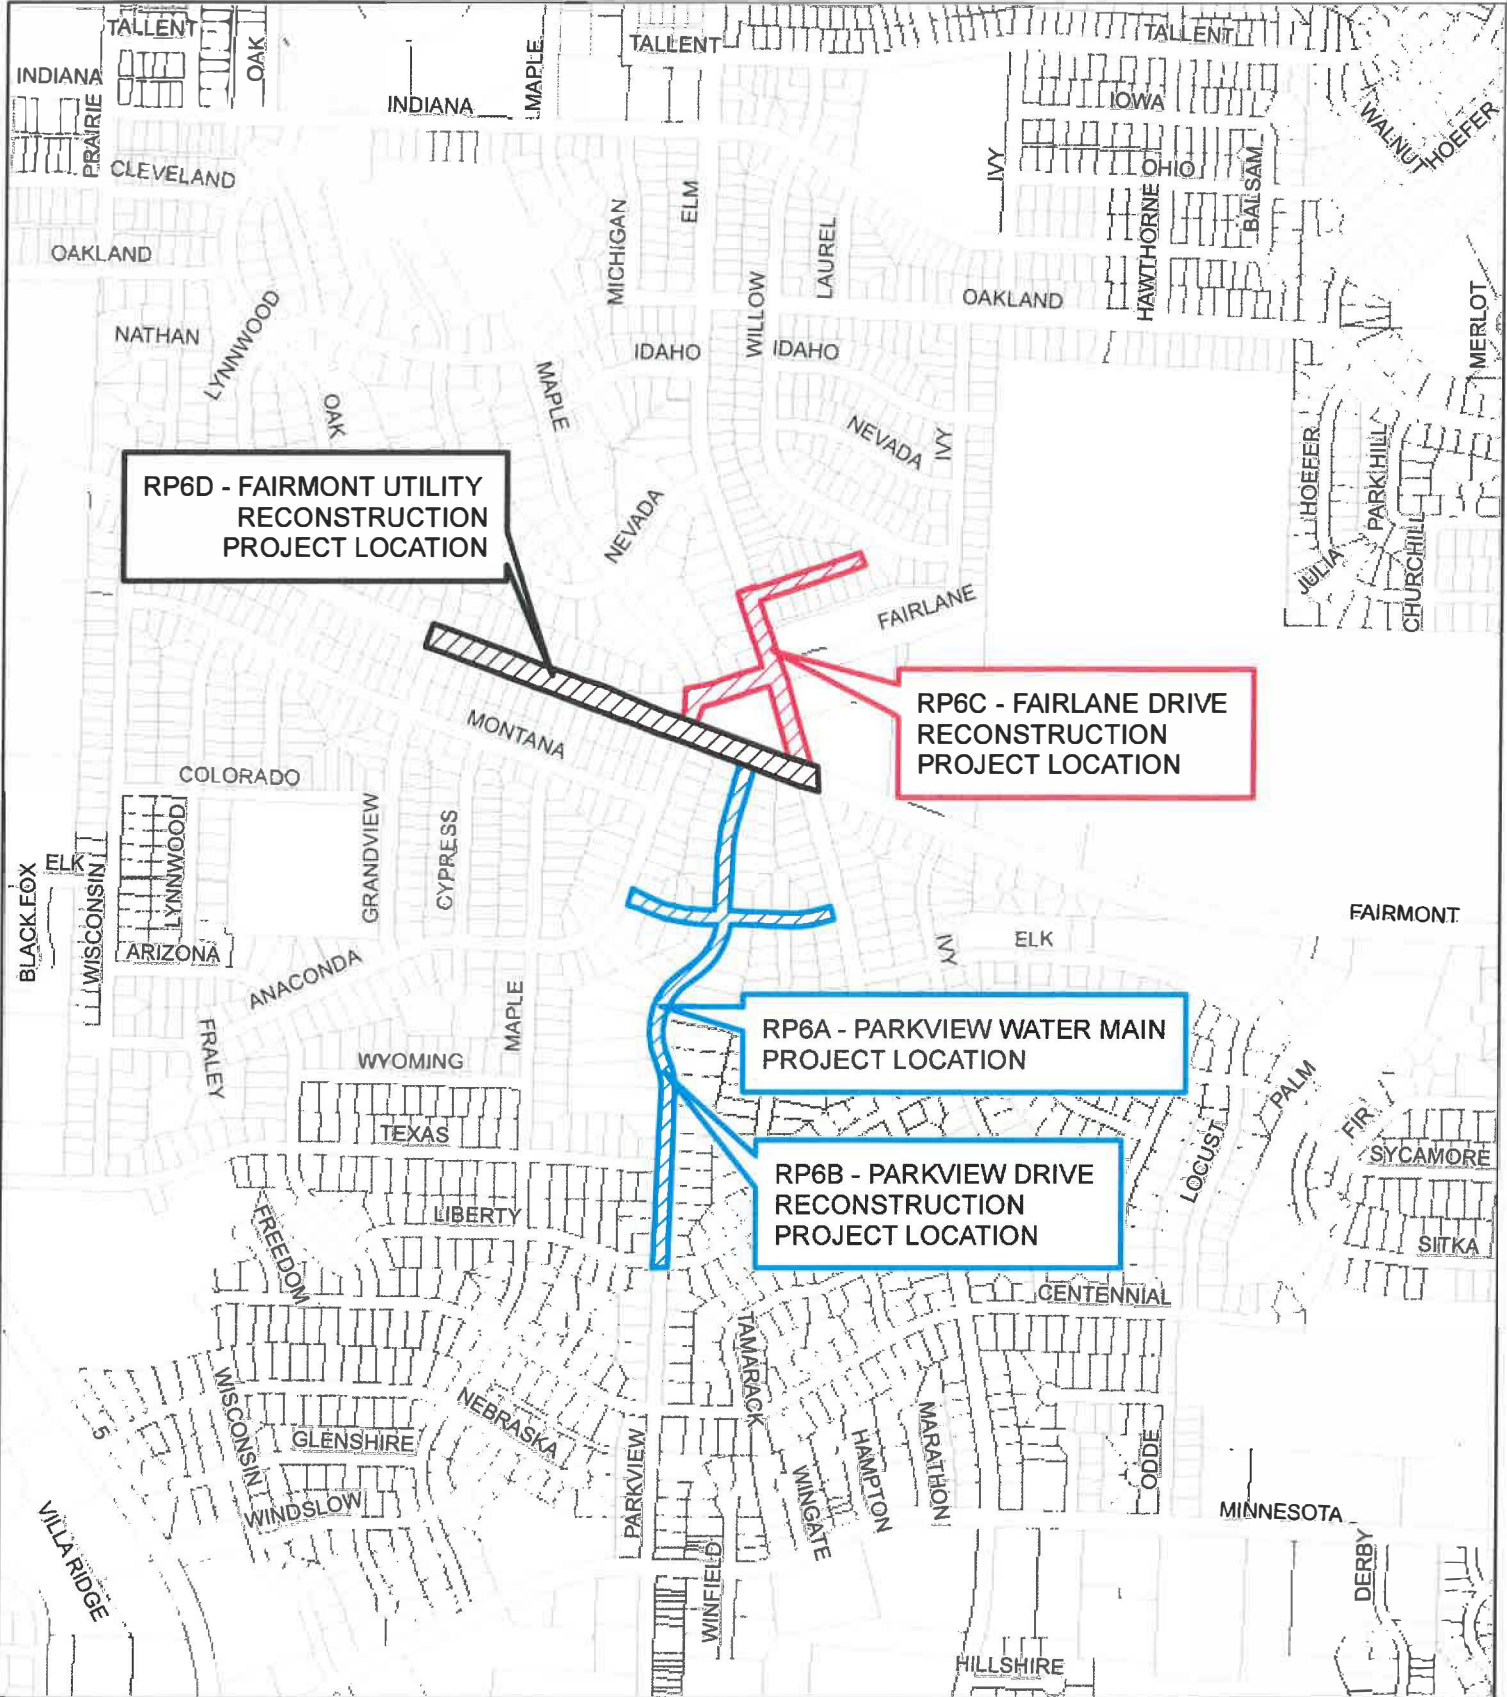 TALLENT
OAK
INDIANA
PRAIRIE
INDIANA
MAPLE
TALLENT
TALLENT
IOWA
WALNUT
HOEFER
CLEVELAND
IVY
OHIO
BALSAM
HAWTHORNE
OAKLAND
MICHIGAN
ELM
LAUREL
WILLOW
OAKLAND
MERLOT
NATHAN
LYNNWOOD
IDAHO
IDAHO
OAK
MAPLE
NEVADA
IVY
HOEFER
PARKHILL
RP6D - FAIRMONT UTILITY
RECONSTRUCTION
PROJECT LOCATION
NEVADA
JULIA
CHURCHILL
FAIRLANE
RP6C - FAIRLANE DRIVE
RECONSTRUCTION
PROJECT LOCATION
MONTANA
COLORADO
LYNNWOOD
GRANDVIEW
CYPRESS
ELK
BLACK FOX
WISCONSIN
ARIZONA
FAIRMONT
IVY
ELK
ANACONDA
MAPLE
FRALEY
WYOMING
RP6A - PARKVIEW WATER MAIN
PROJECT LOCATION
PALM
FIR
TEXAS
LOCUST
SYCAMORE
RP6B - PARKVIEW DRIVE
RECONSTRUCTION
PROJECT LOCATION
LIBERTY
FREEDOM
SITKA
CENTENNIAL
TAMARACK
WISCONSIN
NEBRASKA
5
GLENSHIRE
PARKVIEW
HAMPTON
MARATHON
ODDE
WINDSLOW
WINGATE
MINNESOTA
VILLA RIDGE
WINFIELD
DERBY
HILLSHIRE